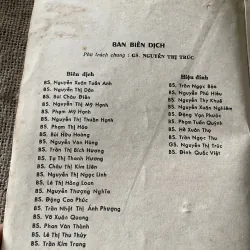 BAN BIÊN DỊCH
Phụ trách chung : GS. NGUYỄN THỊ TRÚC
Biên dịch
BS. Nguyễn Xuân Tuấn Anh
BS. Nguyễn Thị Dân
BS. Bùi Châu Điền
BS. Nguyễn Thị Mỹ Hạnh
BS. Phạm Mỹ Hạnh
BS. Nguyễn Thị Thuận Hạnh
BS. Phạm Thị Hảo
BS. Bùi Hữu Hoàng
BS. Nguyễn Văn Hùng
BS. Trần Thị Bích Hương
BS. Tạ Thị Thanh Hương
BS. Châu Thị Kim Liên
BS. Nguyễn Thị Ngọc Linh
BS. Lê Thị Hồng Loan
BS. Nguyễn Thượng Nghĩa
BS. Đặng Cao Phúc
BS. Trần Nhật Thị Ánh Phượng
BS. Võ Xuân Quang
BS. Phan Văn Thành
BS. Lê Thị Thu Thủy
BS. Trần Kim Trang
Hiệu đính
BS. Trần Ngọc Bảo
BS. Nguyễn Phú Hiếu
BS. Nguyễn Thy Khuê
BS. Nguyễn Xuân Nghiêm
BS. Đặng Vạn Phước
BS. Phạm Tuấn Quỳnh
BS. Hà Xuân Thọ
BS. Trần Ngọc Thu
GS. Nguyễn Thị Trúc
BS. Đinh Quốc Việt